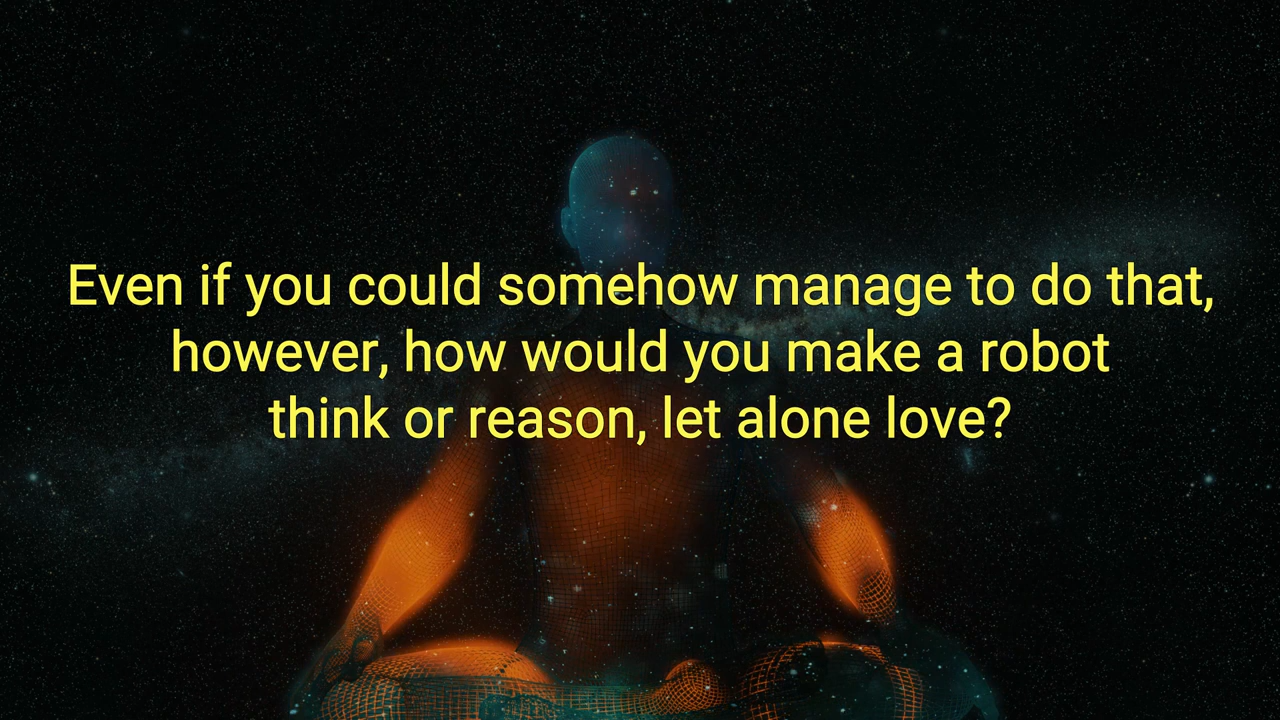 Even if you could somehow manage to do that,
however, how would you make a robot
think or reason, let alone love?